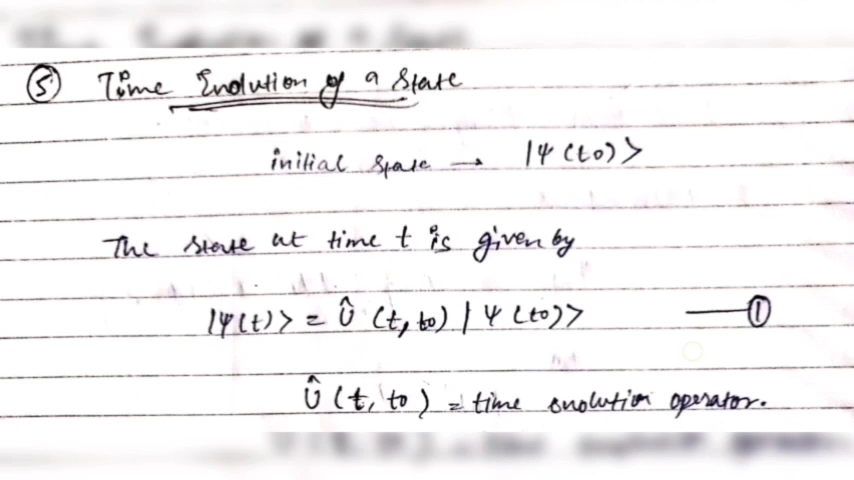 ⑤ Time Evolution of a state
initial state → |Ψ(t0)>
The state at time t is given by
|Ψ(t)> = Û (t, t0) |Ψ(t0)> —— ①
Û (t, t0) = time evolution operator.